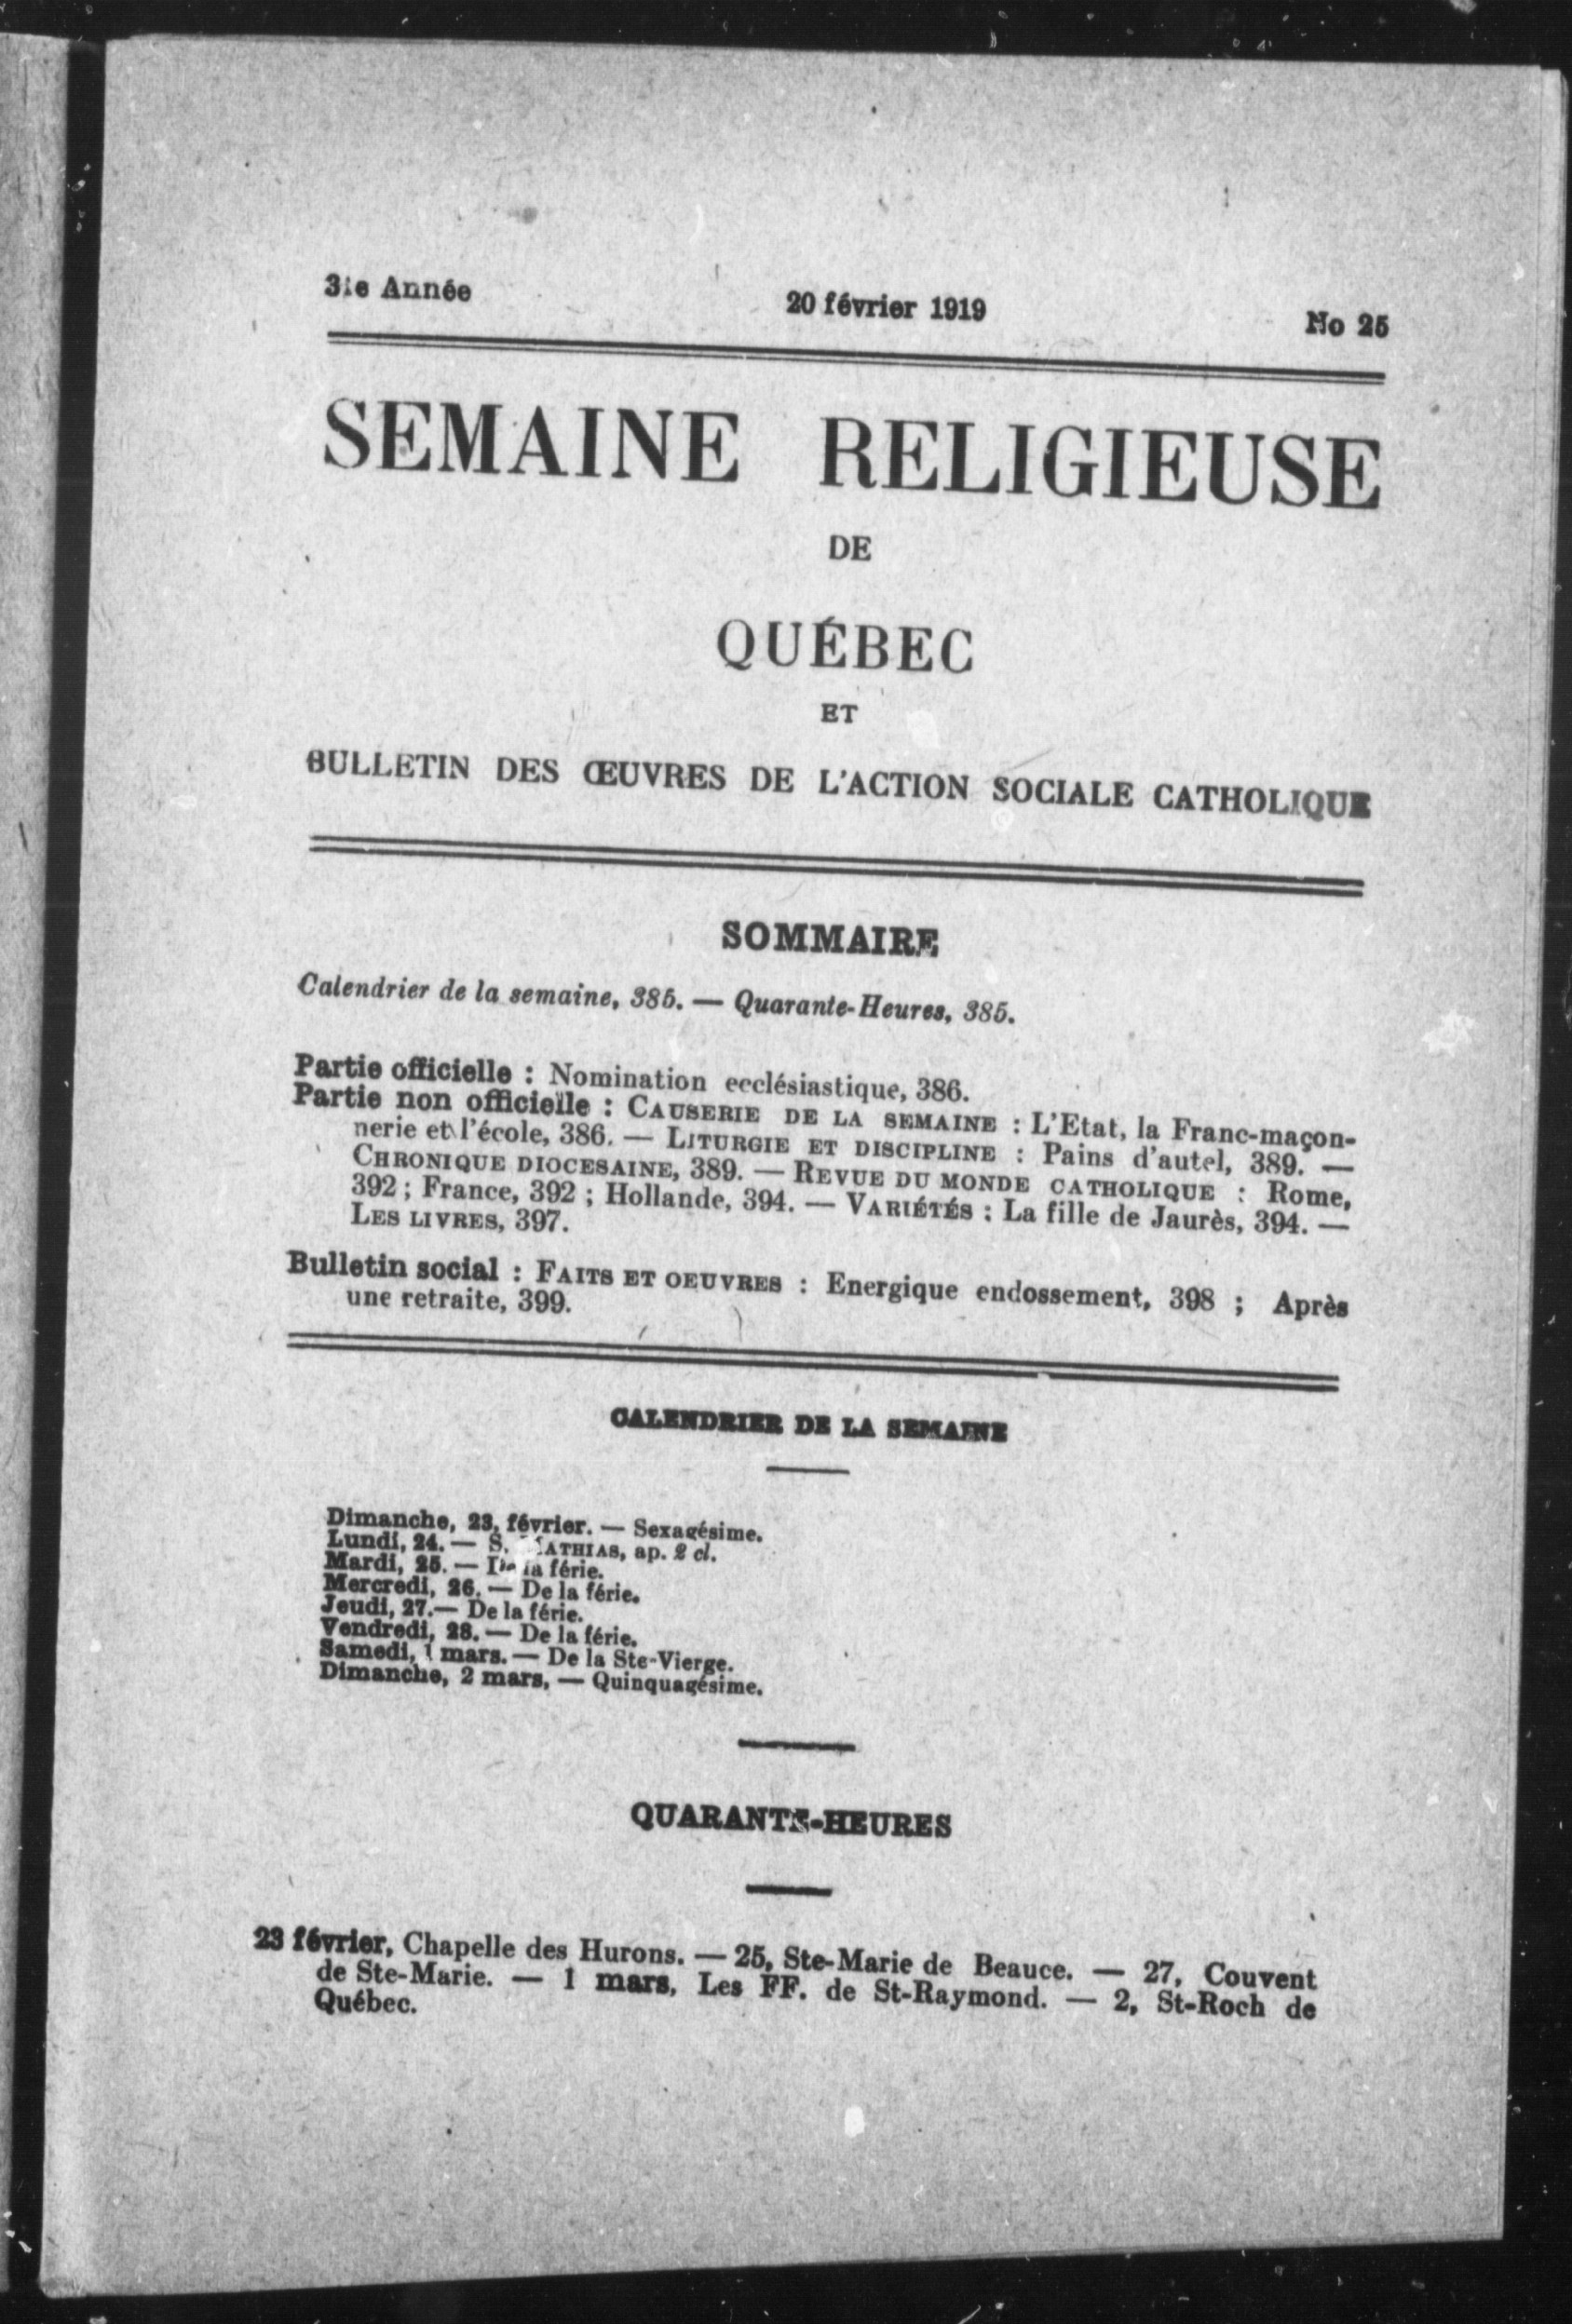 31e Année
20 février 1919
No 25
SEMAINE RELIGIEUSE
DE
QUÉBEC
ET
BULLETIN DES ŒUVRES DE L'ACTION SOCIALE CATHOLIQUE
SOMMAIRE
Calendrier de la semaine, 385. — Quarante-Heures, 385.
Partie officielle : Nomination ecclésiastique, 386.
Partie non officielle : CAUSERIE DE LA SEMAINE : L'Etat, la Franc-maçon-
nerie et l'école, 386. — LITURGIE ET DISCIPLINE : Pains d'autel, 389. —
CHRONIQUE DIOCESAINE, 389. — REVUE DU MONDE CATHOLIQUE : Rome,
392 ; France, 392 ; Hollande, 394. — VARIÉTÉS : La fille de Jaurès, 394. —
LES LIVRES, 397.
Bulletin social : FAITS ET OEUVRES : Energique endossement, 398 ; Après
une retraite, 399.
CALENDRIER DE LA SEMAINE
Dimanche, 23, février. — Sexagésime.
Lundi, 24. — S. MATHIAS, ap. 2 cl.
Mardi, 25. — De la férie.
Mercredi, 26. — De la férie.
Jeudi, 27.— De la férie.
Vendredi, 28. — De la férie.
Samedi, 1 mars. — De la Ste-Vierge.
Dimanche, 2 mars, — Quinquagésime.
QUARANTE-HEURES
23 février, Chapelle des Hurons. — 25, Ste-Marie de Beauce. — 27, Couvent
de Ste-Marie. — 1 mars, Les FF. de St-Raymond. — 2, St-Roch de
Québec.